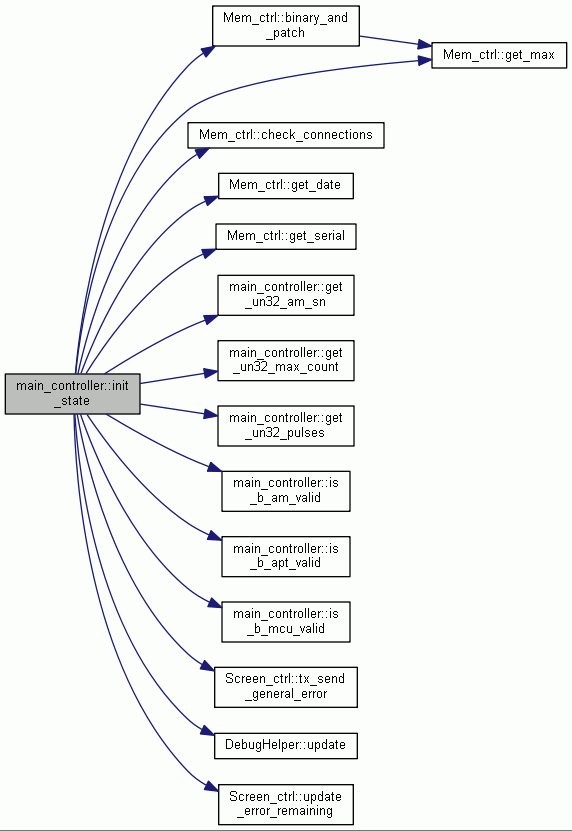 Mem_ctrl::binary_and
_patch
Mem_ctrl::get_max
Mem_ctrl::check_connections
Mem_ctrl::get_date
Mem_ctrl::get_serial
main_controller::get
_un32_am_sn
main_controller::get
_un32_max_count
main_controller::init
_state
main_controller::get
_un32_pulses
main_controller::is
_b_am_valid
main_controller::is
_b_apt_valid
main_controller::is
_b_mcu_valid
Screen_ctrl::tx_send
_general_error
DebugHelper::update
Screen_ctrl::update
_error_remaining